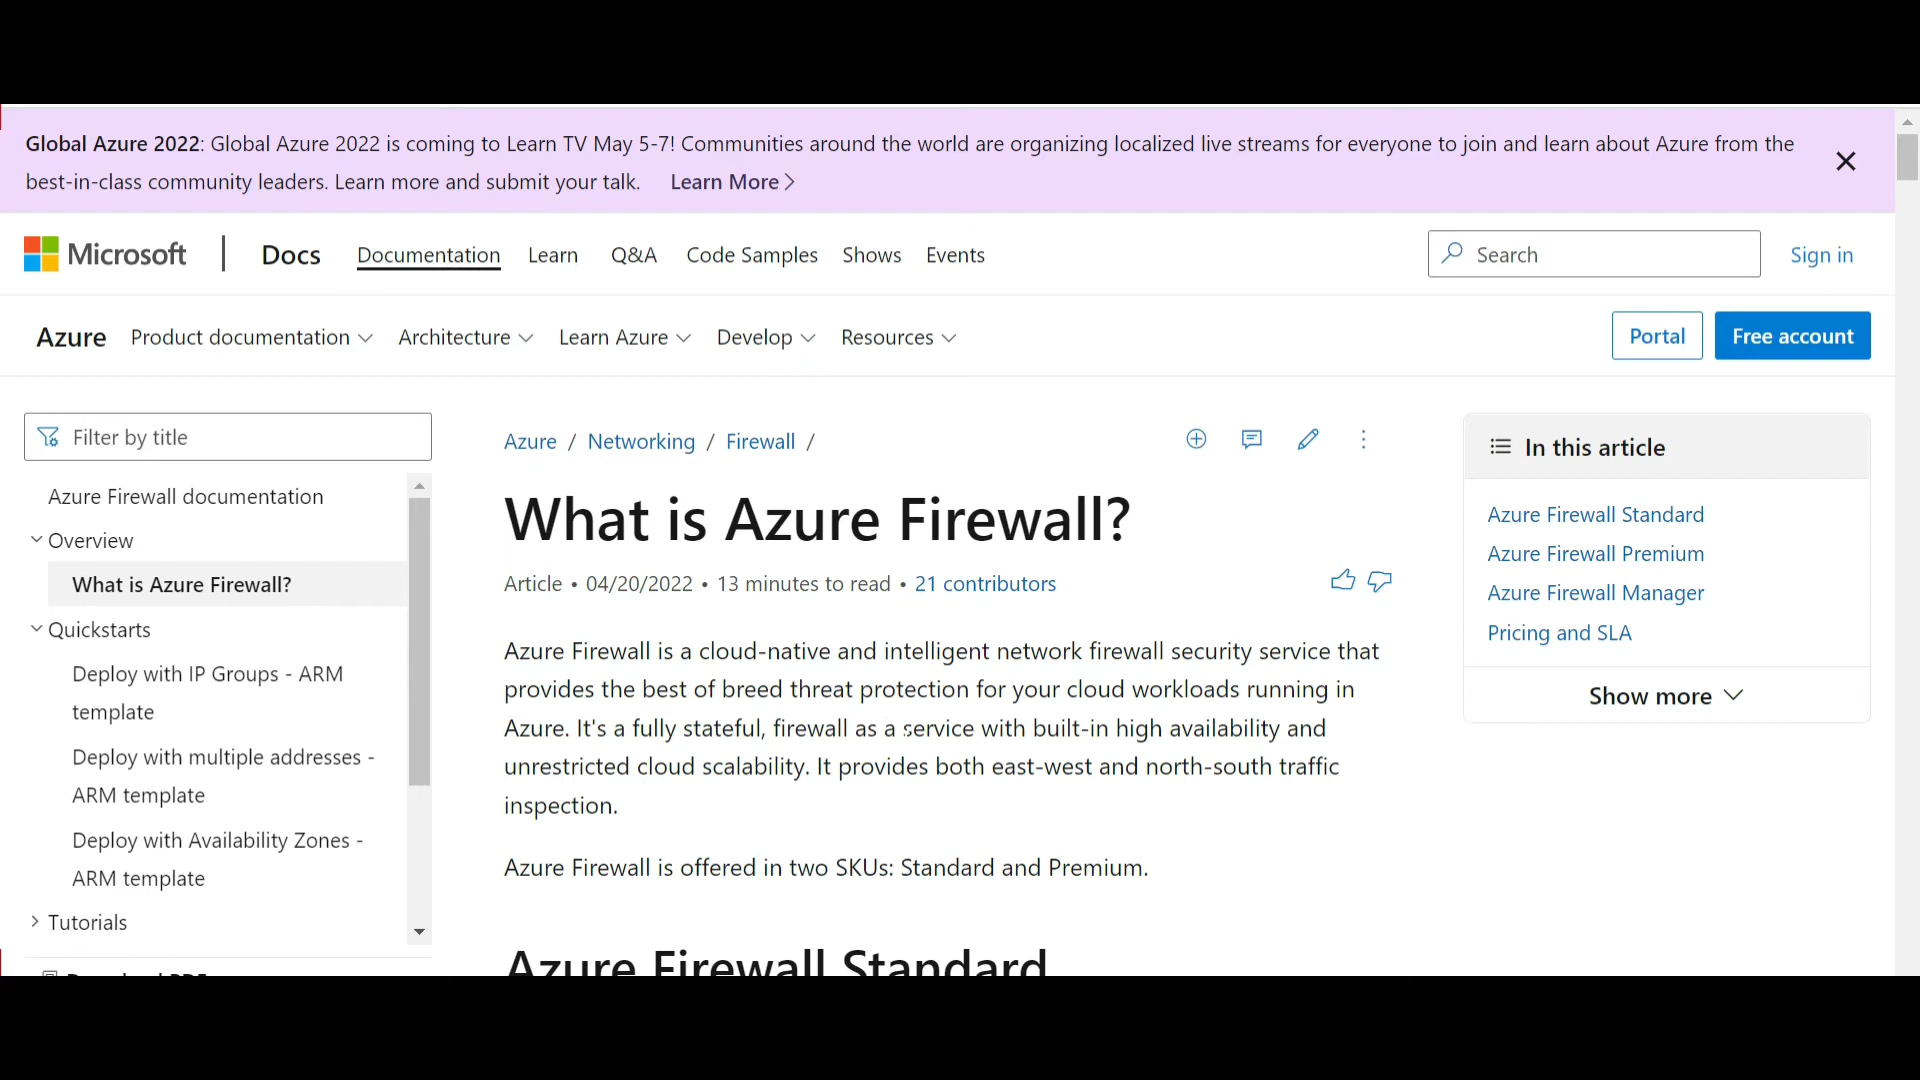 Global Azure 2022: Global Azure 2022 is coming to Learn TV May 5-7! Communities around the world are organizing localized live streams for everyone to join and learn about Azure from the
best-in-class community leaders. Learn more and submit your talk. Learn More
Microsoft Docs Documentation Learn Q&A Code Samples Shows Events Search Sign in
Azure Product documentation Architecture Learn Azure Develop Resources Portal Free account
Filter by title
Azure Firewall documentation
Overview
What is Azure Firewall?
Quickstarts
Deploy with IP Groups - ARM
template
Deploy with multiple addresses -
ARM template
Deploy with Availability Zones -
ARM template
Tutorials
Download PDF
Azure / Networking / Firewall /
What is Azure Firewall?
Article • 04/20/2022 • 13 minutes to read • 21 contributors
Azure Firewall is a cloud-native and intelligent network firewall security service that
provides the best of breed threat protection for your cloud workloads running in
Azure. It's a fully stateful, firewall as a service with built-in high availability and
unrestricted cloud scalability. It provides both east-west and north-south traffic
inspection.
Azure Firewall is offered in two SKUs: Standard and Premium.
Azure Firewall Standard
In this article
Azure Firewall Standard
Azure Firewall Premium
Azure Firewall Manager
Pricing and SLA
Show more